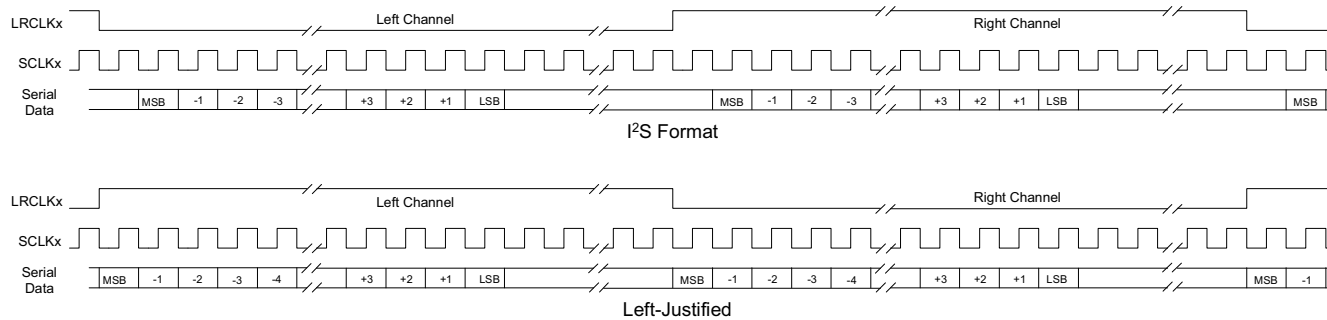 LRCLKx Left Channel Right Channel
SCLKx
Serial Data MSB -1 -2 -3 +3 +2 +1 LSB MSB -1 -2 -3 +3 +2 +1 LSB MSB
I²S Format
LRCLKx Left Channel Right Channel
SCLKx
Serial Data MSB -1 -2 -3 -4 +3 +2 +1 LSB MSB -1 -2 -3 -4 +3 +2 +1 LSB MSB -1
Left-Justified